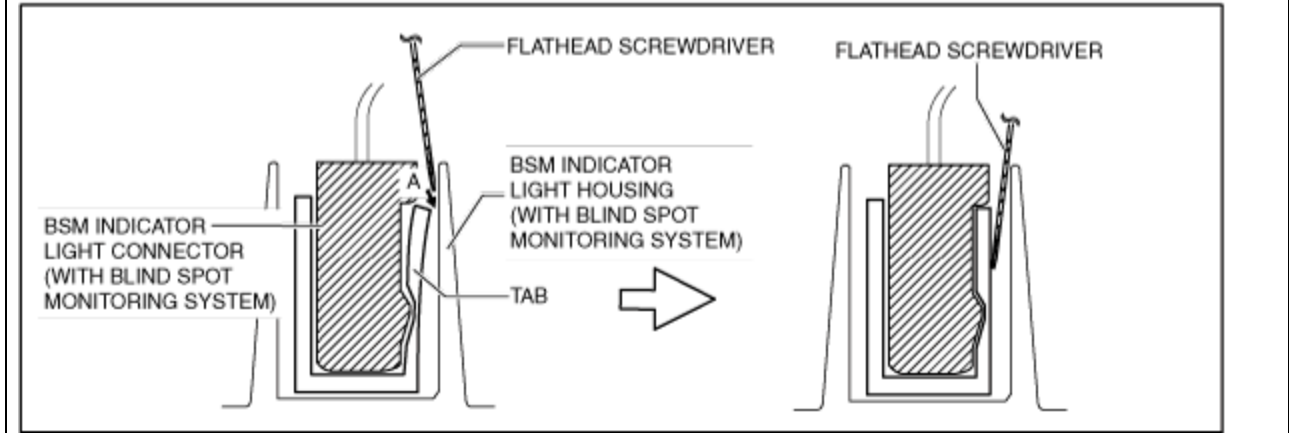 FLATHEAD SCREWDRIVER
FLATHEAD SCREWDRIVER
A
BSM INDICATOR
LIGHT HOUSING
(WITH BLIND SPOT
MONITORING SYSTEM)
BSM INDICATOR
LIGHT CONNECTOR
(WITH BLIND SPOT
MONITORING SYSTEM)
TAB